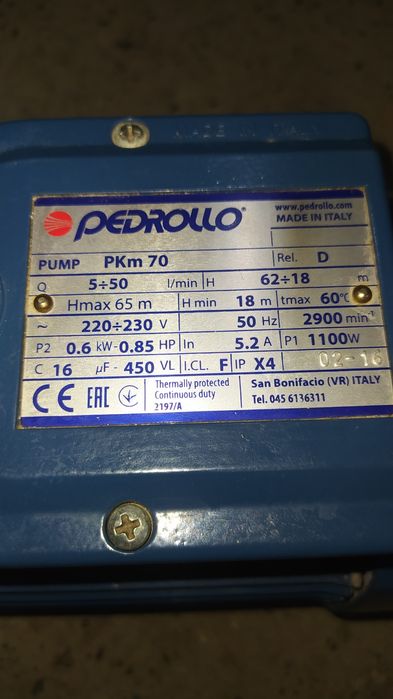 MADE IN ITALY
PEDROLLO®
www.pedrollo.com
MADE IN ITALY
PUMP PKm 70 Rel. D
Q 5÷50 l/min H 62÷18 m
Hmax 65 m H min 18 m tmax 60°C
~ 220÷230 V 50 Hz 2900 min⁻¹
P2 0.6 kW-0.85 HP In 5.2 A P1 1100W
C 16 μF - 450 VL I.CL. F IP X4 02-16
CE EAC Thermally protected
Continuous duty
2197/A
San Bonifacio (VR) ITALY
Tel. 045 6136311